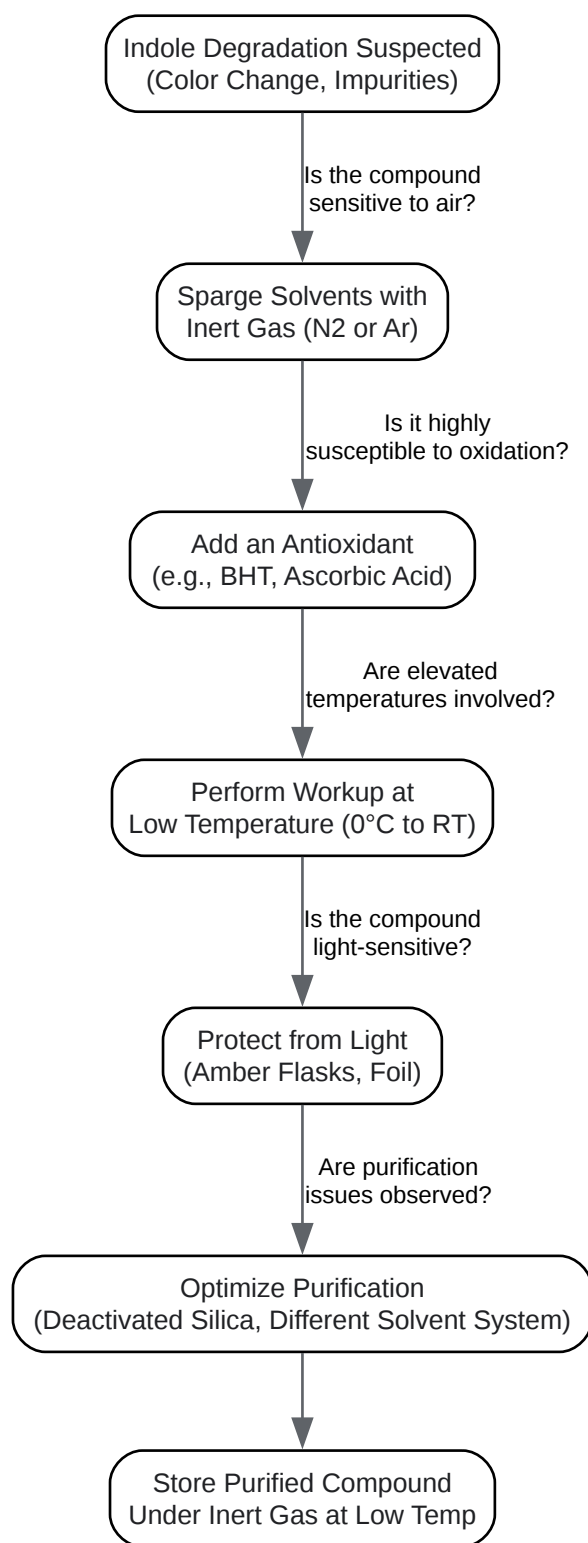 Indole Degradation Suspected
(Color Change, Impurities)
Is the compound
sensitive to air?
Sparge Solvents with
Inert Gas (N2 or Ar)
Is it highly
susceptible to oxidation?
Add an Antioxidant
(e.g., BHT, Ascorbic Acid)
Are elevated
temperatures involved?
Perform Workup at
Low Temperature (0°C to RT)
Is the compound
light-sensitive?
Protect from Light
(Amber Flasks, Foil)
Are purification
issues observed?
Optimize Purification
(Deactivated Silica, Different Solvent System)
Store Purified Compound
Under Inert Gas at Low Temp